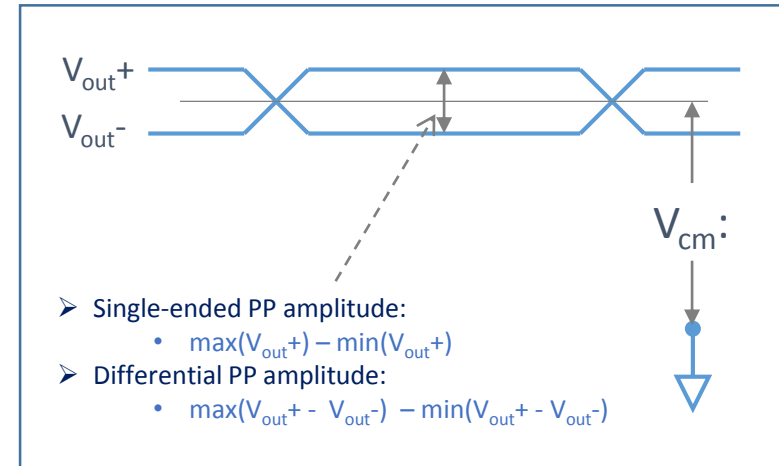 Vout+
Vout-
Vcm:
➢ Single-ended PP amplitude:
• max(Vout+) – min(Vout+)
➢ Differential PP amplitude:
• max(Vout+ - Vout-) – min(Vout+ - Vout-)